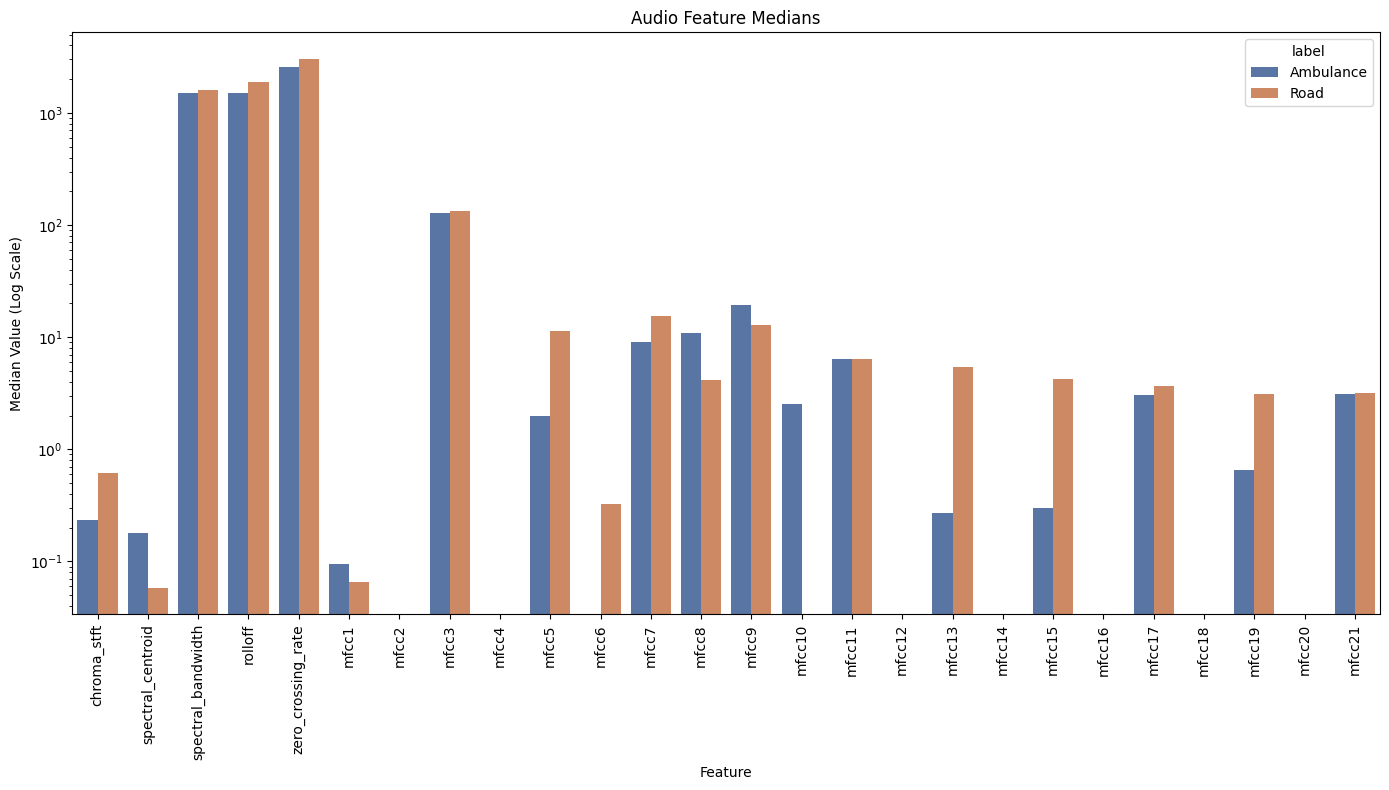 Audio Feature Medians
label
Ambulance
Road
Median Value (Log Scale)
10³
10²
10¹
10⁰
10⁻¹
chroma_stft
spectral_centroid
spectral_bandwidth
rolloff
zero_crossing_rate
mfcc1
mfcc2
mfcc3
mfcc4
mfcc5
mfcc6
mfcc7
mfcc8
mfcc9
mfcc10
mfcc11
mfcc12
mfcc13
mfcc14
mfcc15
mfcc16
mfcc17
mfcc18
mfcc19
mfcc20
mfcc21
Feature